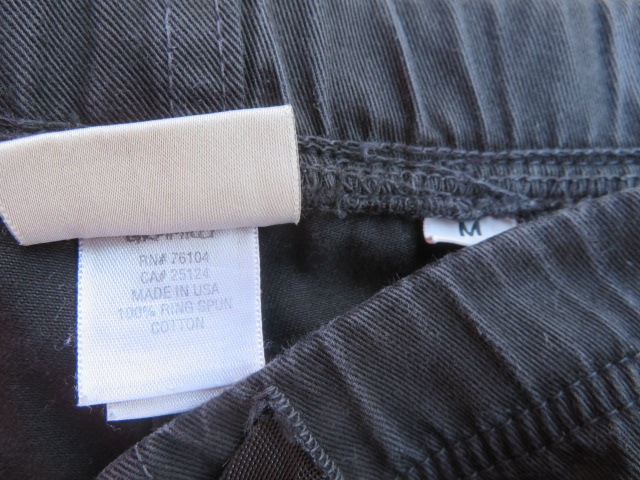 RN# 76104
CA# 25124
MADE IN USA
100% RING SPUN
COTTON
M